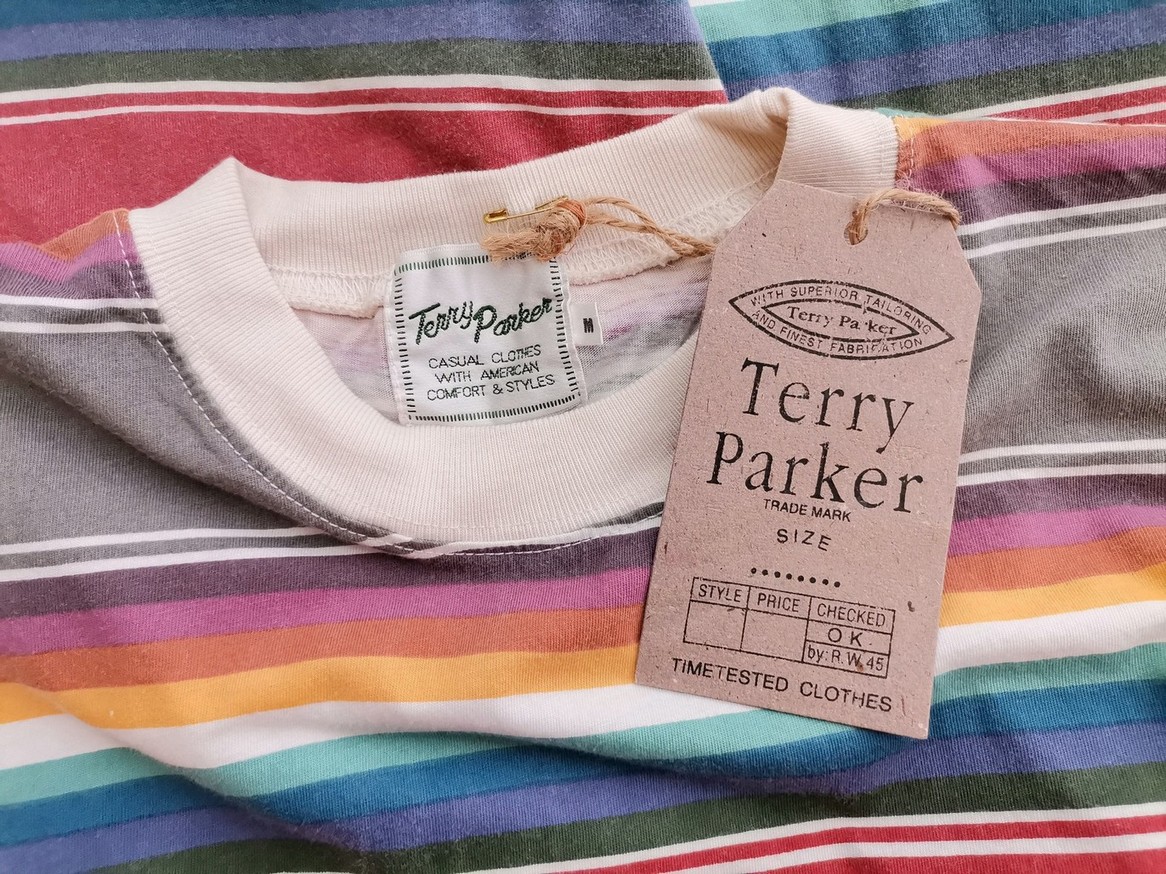 Terry Parker
CASUAL CLOTHES
WITH AMERICAN
COMFORT & STYLES
M
WITH SUPERIOR TAILORING
Terry Parker
AND FINEST FABRICATION
Terry
Parker
TRADE MARK
SIZE
........
STYLE PRICE CHECKED
OK
by: R.W. 45
TIMETESTED CLOTHES